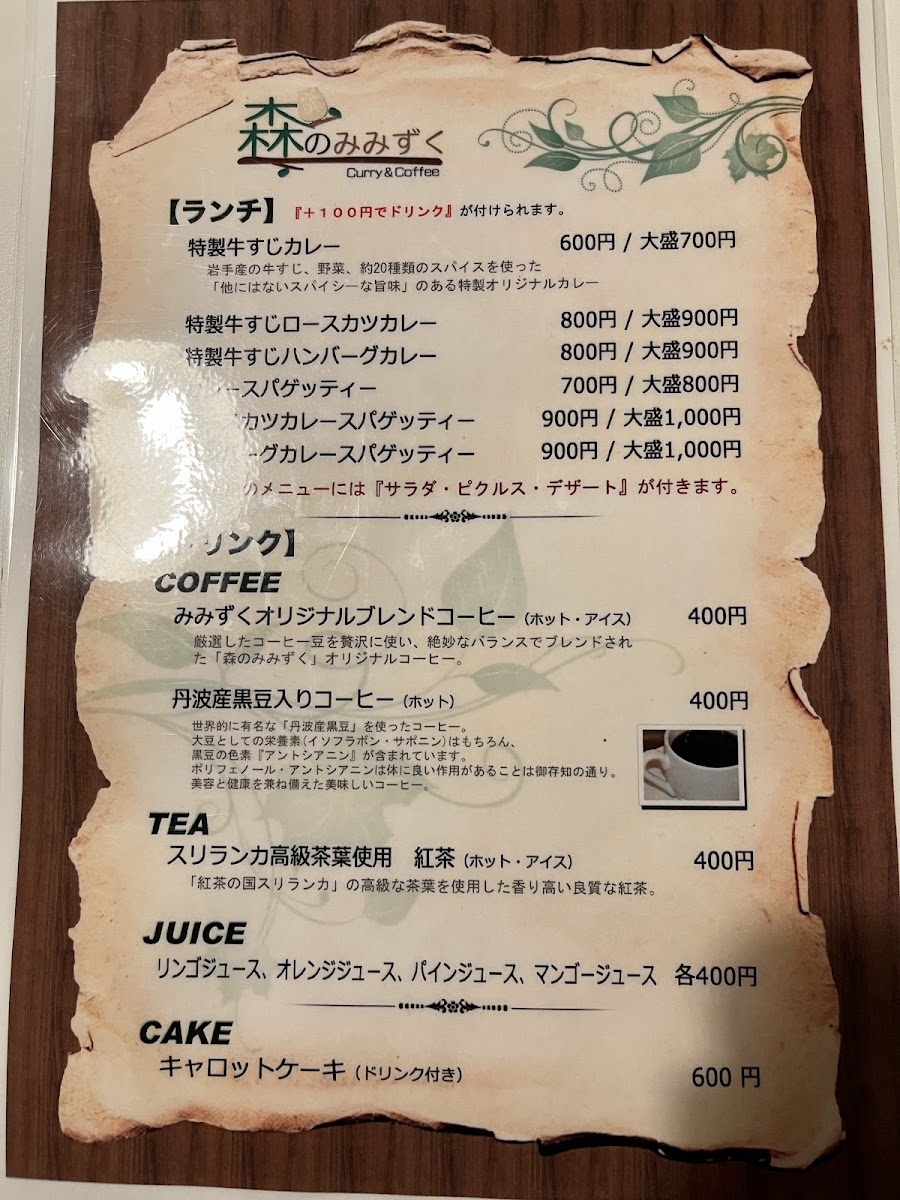 森のみみずく
Curry & Coffee
【ランチ】『＋１００円でドリンク』が付けられます。
特製牛すじカレー 600円 / 大盛700円
岩手産の牛すじ、野菜、約20種類のスパイスを使った
「他にはないスパイシーな旨味」のある特製オリジナルカレー
特製牛すじロースカツカレー 800円 / 大盛900円
特製牛すじハンバーグカレー 800円 / 大盛900円
レースパゲッティー 700円 / 大盛800円
カツカレースパゲッティー 900円 / 大盛1,000円
ーグカレースパゲッティー 900円 / 大盛1,000円
のメニューには『サラダ・ピクルス・デザート』が付きます。
リンク】
COFFEE
みみずくオリジナルブレンドコーヒー（ホット・アイス） 400円
厳選したコーヒー豆を贅沢に使い、絶妙なバランスでブレンドされ
た「森のみみずく」オリジナルコーヒー。
丹波産黒豆入りコーヒー（ホット） 400円
世界的に有名な「丹波産黒豆」を使ったコーヒー。
大豆としての栄養素(イソフラボン・サポニン)はもちろん、
黒豆の色素『アントシアニン』が含まれています。
ポリフェノール・アントシアニンは体に良い作用があることは御存知の通り。
美容と健康を兼ね備えた美味しいコーヒー。
TEA
スリランカ高級茶葉使用　紅茶（ホット・アイス） 400円
「紅茶の国スリランカ」の高級な茶葉を使用した香り高い良質な紅茶。
JUICE
リンゴジュース、オレンジジュース、パインジュース、マンゴージュース 各400円
CAKE
キャロットケーキ（ドリンク付き） 600 円